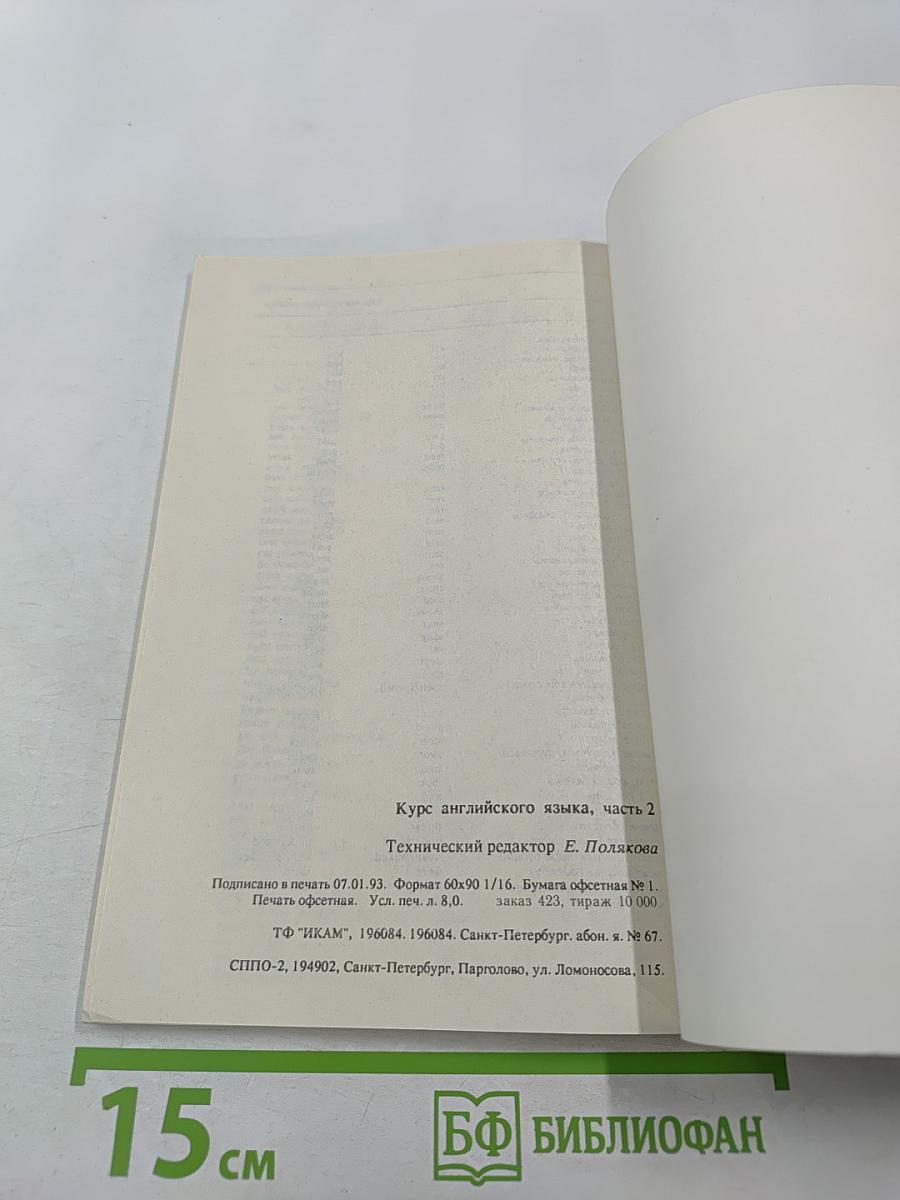 Курс английского языка, часть 2
Технический редактор Е. Полякова
Подписано в печать 07.01.93. Формат 60х90 1/16. Бумага офсетная № 1.
Печать офсетная. Усл. печ. л. 8,0. заказ 423, тираж 10 000
ТФ "ИКАМ", 196084. 196084. Санкт-Петербург. абон. я. № 67.
СППО-2, 194902, Санкт-Петербург, Парголово, ул. Ломоносова, 115.
15 см
БФ БИБЛИОФАН